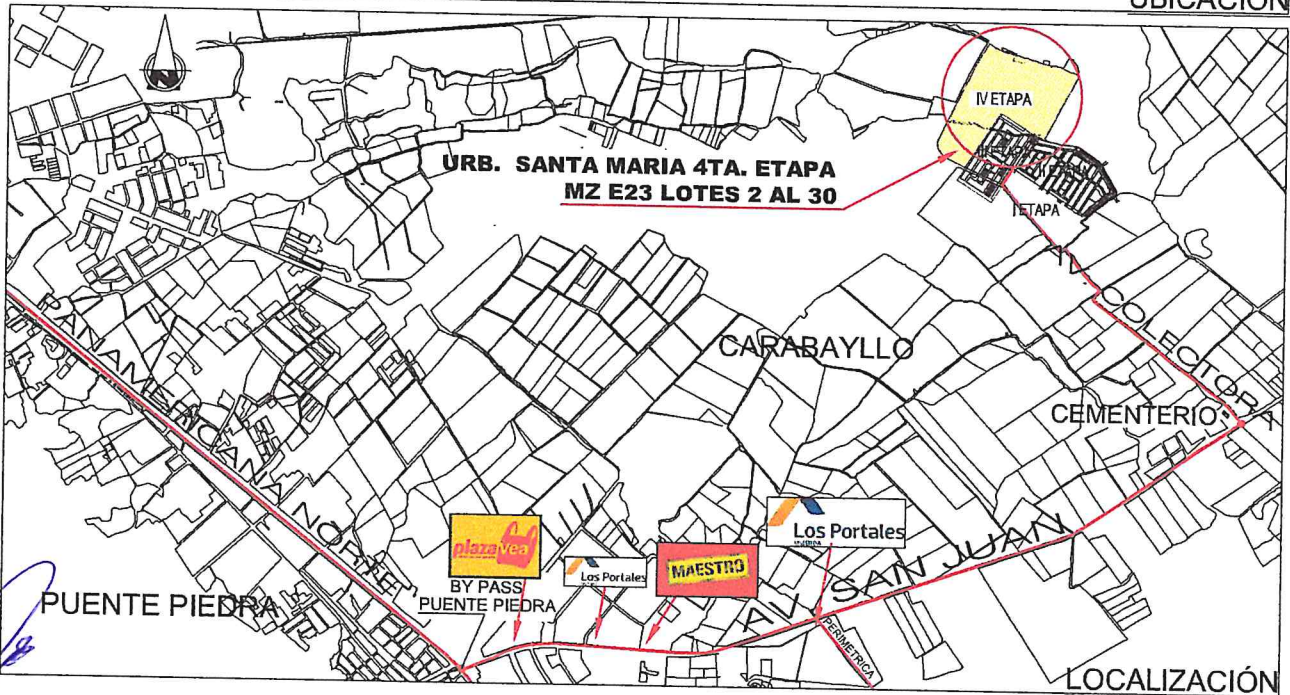 UBICACIÓN
N
IV ETAPA
URB. SANTA MARIA 4TA. ETAPA
MZ E23 LOTES 2 AL 30
I ETAPA
AV COLECTORA
CARABAYLLO
CEMENTERIO
PANAMERICANA NORTE
plaza vea
BY PASS
PUENTE PIEDRA
Los Portales
MAESTRO
Los Portales
AV. SAN JUAN
PERIMETRICA
PUENTE PIEDRA
LOCALIZACIÓN